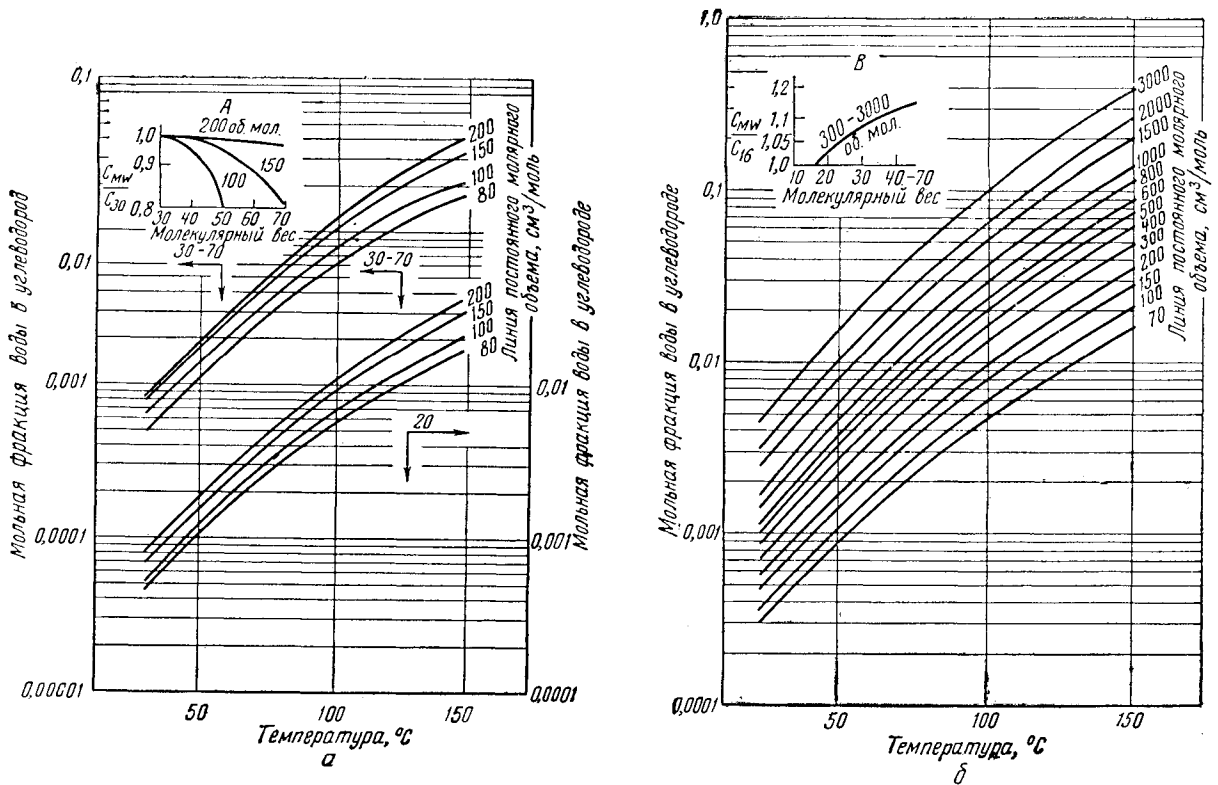 Мольная фракция воды в углеводород
0,1
0,01
0,001
0,0001
0,00001
A
200 об. мол.
150
100
1,0
0,9
0,8
C_MW
C_30
30 40 50 60 70
Молекулярный вес
30-70
30-70
200
150
100
80
200
150
100
80
20
Линия постоянного молярного
объема, см³/моль
0,01
0,001
0,0001
Мольная фракция воды в углеводороде
50 100 150
Температура, °C
а
Мольная фракция воды в углеводороде
1,0
0,1
0,01
0,001
0,0001
В
1,2
1,1
1,05
1,0
C_MW
C_16
300-3000
об. мол.
10 20 30 40-70
Молекулярный вес
3000
2000
1500
1000
800
600
500
400
300
200
150
100
70
Линия постоянного молярного
объема, см³/моль
50 100 150
Температура, °C
б